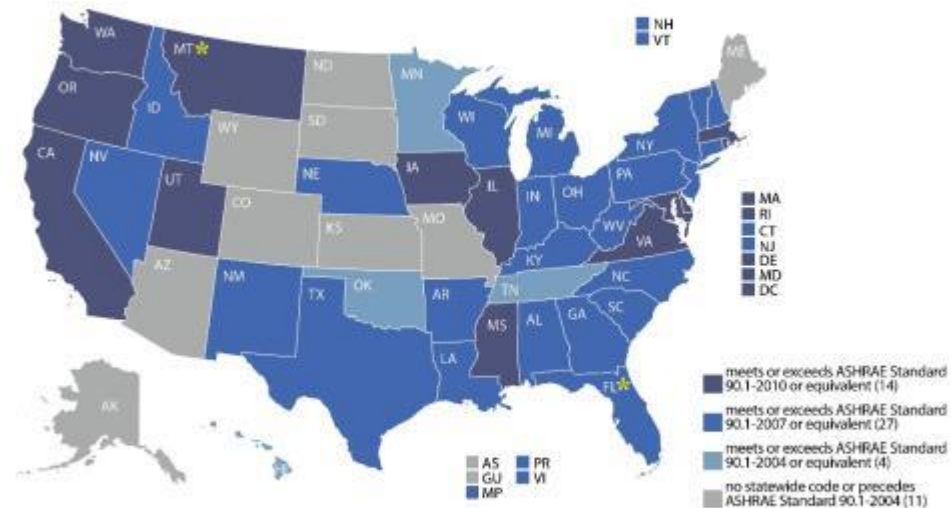 NH
VT
WA
MT*
ND
MN
ME
OR
ID
SD
WI
MI
NY
WY
CA
NV
NE
IA
PA
UT
IL
IN
OH
CO
MO
WV
VA
KS
KY
AZ
NM
OK
TN
NC
TX
AR
SC
MS
AL
GA
LA
FL*
AK
MA
RI
CT
NJ
DE
MD
DC
AS
GU
MP
PR
VI
meets or exceeds ASHRAE Standard
90.1-2010 or equivalent (14)
meets or exceeds ASHRAE Standard
90.1-2007 or equivalent (27)
meets or exceeds ASHRAE Standard
90.1-2004 or equivalent (4)
no statewide code or precedes
ASHRAE Standard 90.1-2004 (11)